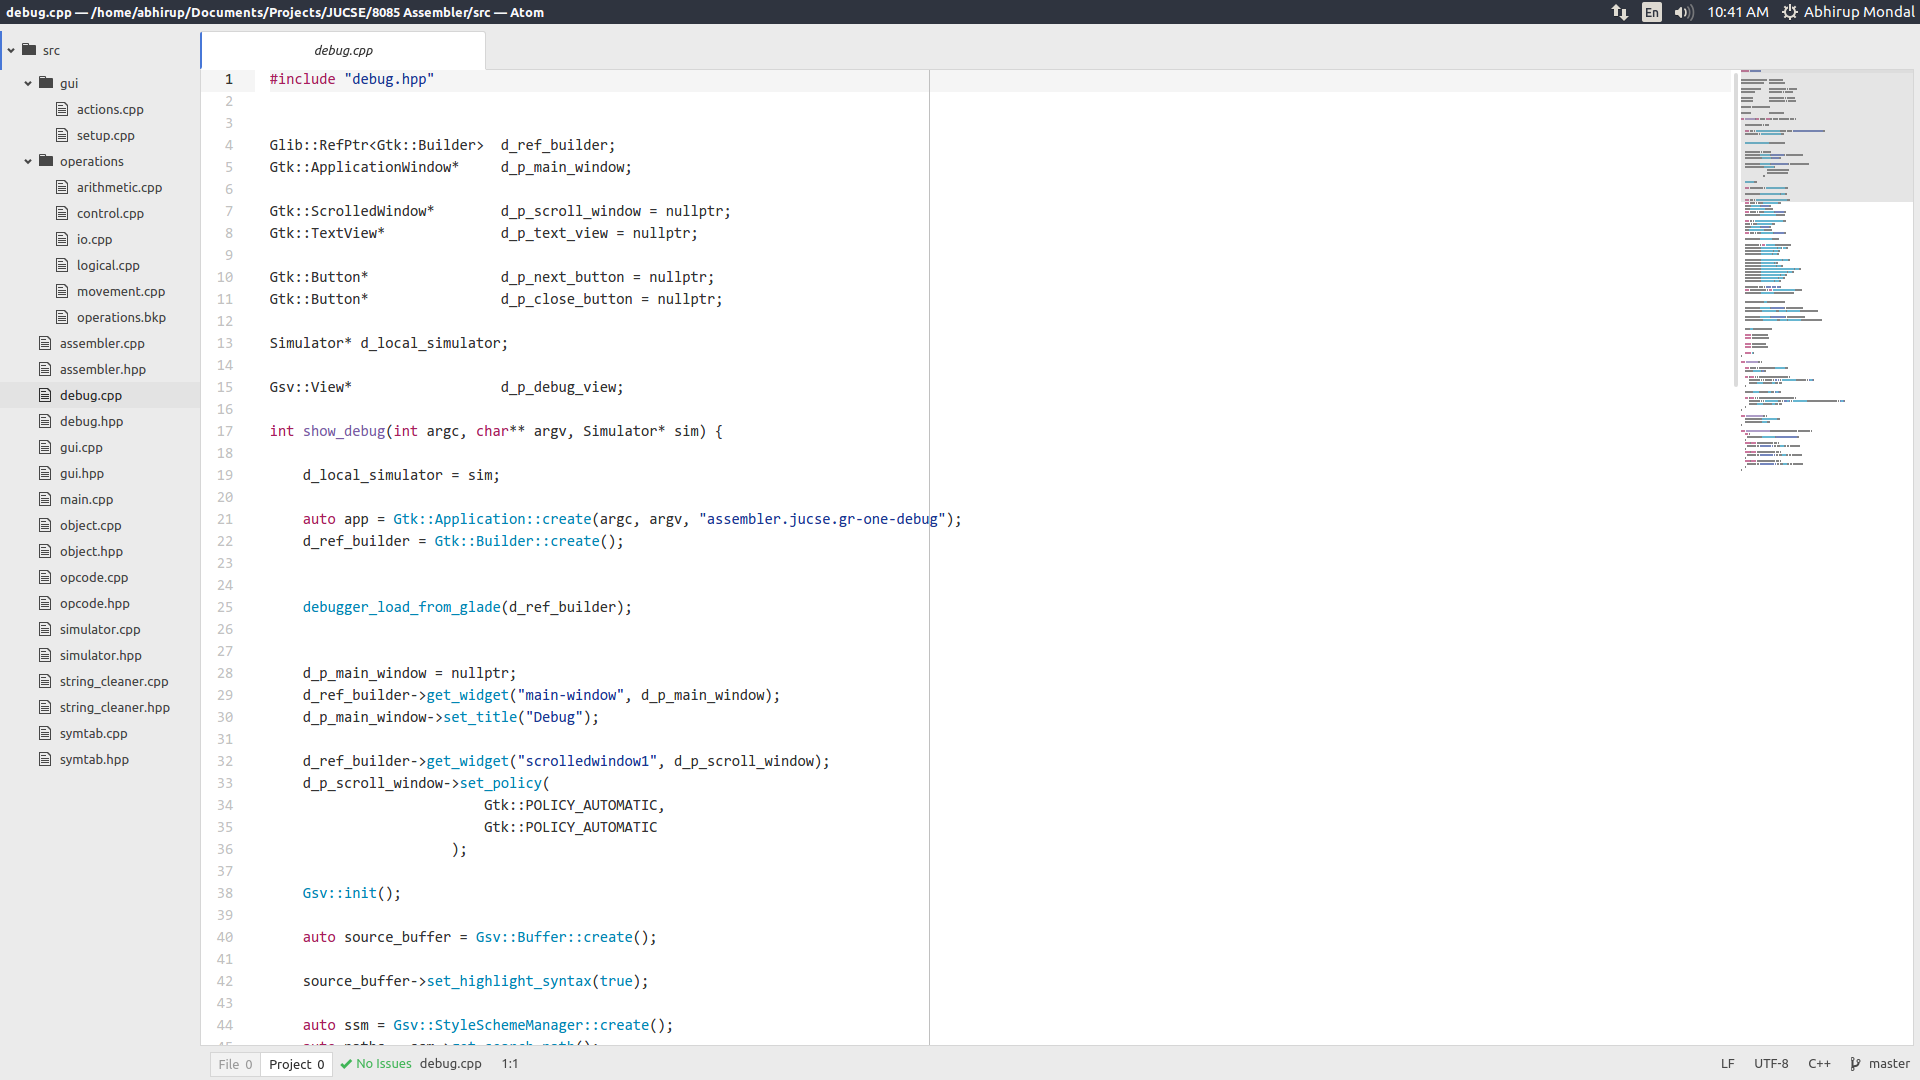 debug.cpp — /home/abhirup/Documents/Projects/JUCSE/8085 Assembler/src — Atom
En
10:41 AM
Abhirup Mondal
src
gui
actions.cpp
setup.cpp
operations
arithmetic.cpp
control.cpp
io.cpp
logical.cpp
movement.cpp
operations.bkp
assembler.cpp
assembler.hpp
debug.cpp
debug.hpp
gui.cpp
gui.hpp
main.cpp
object.cpp
object.hpp
opcode.cpp
opcode.hpp
simulator.cpp
simulator.hpp
string_cleaner.cpp
string_cleaner.hpp
symtab.cpp
symtab.hpp
debug.cpp
1 #include "debug.hpp"
2
3
4 Glib::RefPtr<Gtk::Builder>  d_ref_builder;
5 Gtk::ApplicationWindow*     d_p_main_window;
6
7 Gtk::ScrolledWindow*        d_p_scroll_window = nullptr;
8 Gtk::TextView*              d_p_text_view = nullptr;
9
10 Gtk::Button*                d_p_next_button = nullptr;
11 Gtk::Button*                d_p_close_button = nullptr;
12
13 Simulator* d_local_simulator;
14
15 Gsv::View*                  d_p_debug_view;
16
17 int show_debug(int argc, char** argv, Simulator* sim) {
18
19     d_local_simulator = sim;
20
21     auto app = Gtk::Application::create(argc, argv, "assembler.jucse.gr-one-debug");
22     d_ref_builder = Gtk::Builder::create();
23
24
25     debugger_load_from_glade(d_ref_builder);
26
27
28     d_p_main_window = nullptr;
29     d_ref_builder->get_widget("main-window", d_p_main_window);
30     d_p_main_window->set_title("Debug");
31
32     d_ref_builder->get_widget("scrolledwindow1", d_p_scroll_window);
33     d_p_scroll_window->set_policy(
34                           Gtk::POLICY_AUTOMATIC,
35                           Gtk::POLICY_AUTOMATIC
36                       );
37
38     Gsv::init();
39
40     auto source_buffer = Gsv::Buffer::create();
41
42     source_buffer->set_highlight_syntax(true);
43
44     auto ssm = Gsv::StyleSchemeManager::create();
File 0
Project 0
No Issues
debug.cpp
1:1
LF
UTF-8
C++
master